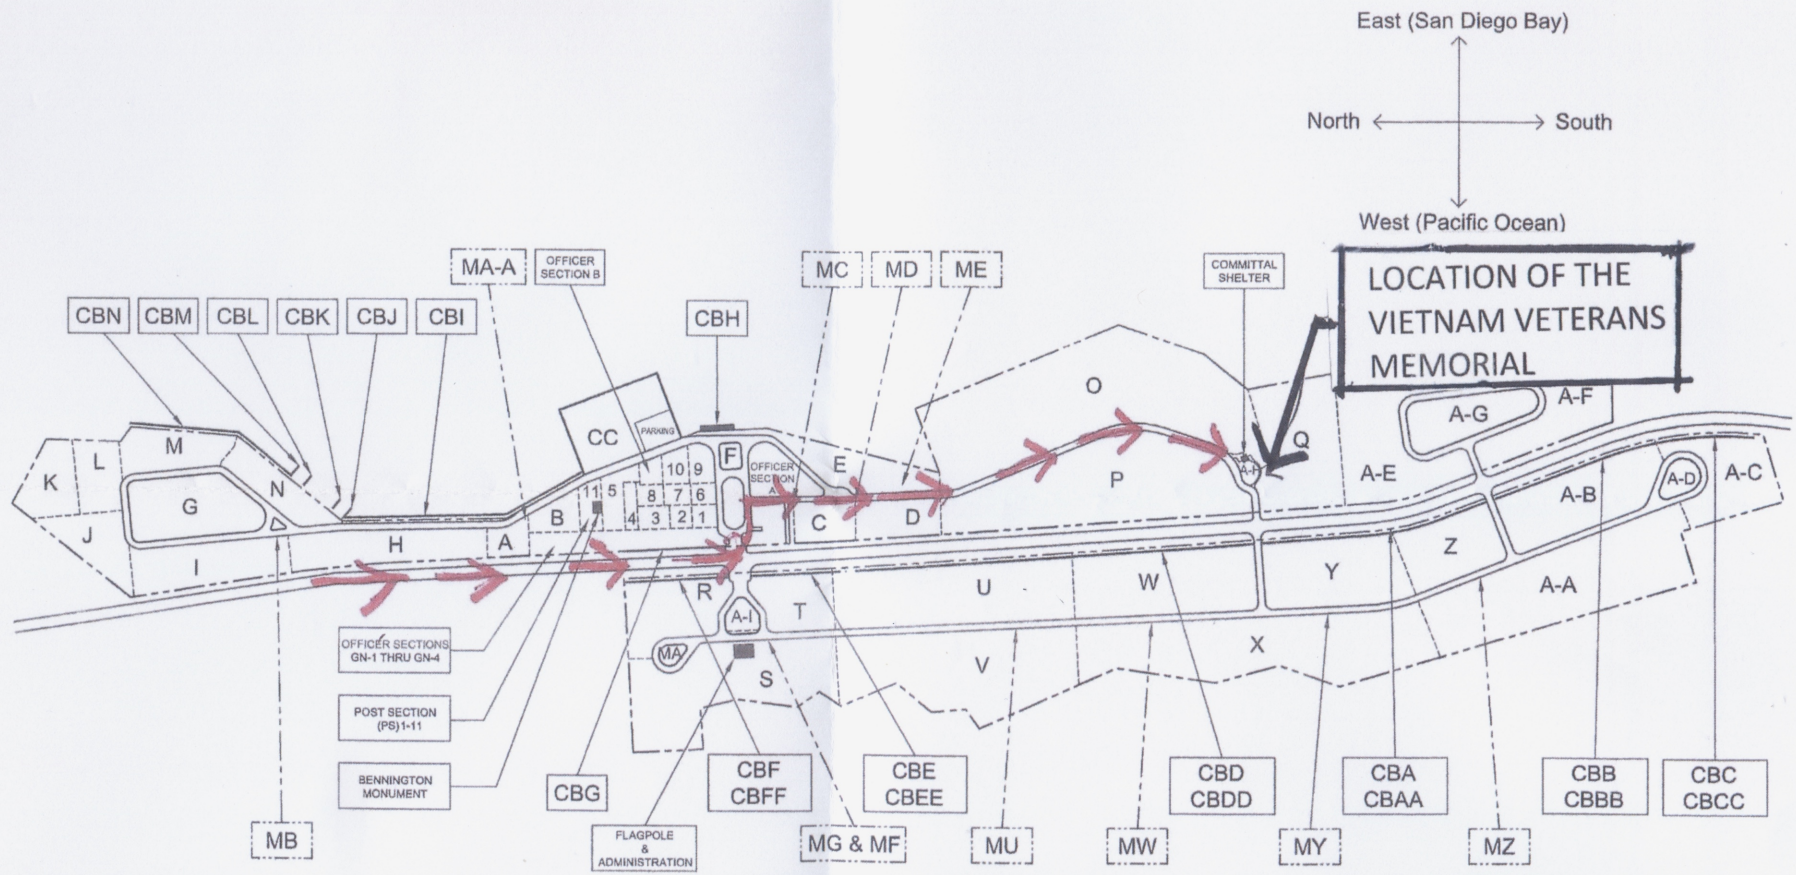 East (San Diego Bay)
North
South
West (Pacific Ocean)
LOCATION OF THE
VIETNAM VETERANS
MEMORIAL
MA-A
OFFICER
SECTION B
MC
MD
ME
COMMITTAL
SHELTER
CBN
CBM
CBL
CBK
CBJ
CBI
CBH
O
A-G
A-F
M
L
K
N
G
J
I
H
A
B
CC
PARKING
F
10
9
11
5
8
7
6
4
3
2
1
OFFICER
SECTION
A
E
C
D
P
Q
A-H
A-E
A-B
A-D
A-C
Z
Y
W
U
R
T
A-I
MA
S
V
X
A-A
OFFICER SECTIONS
GN-1 THRU GN-4
POST SECTION
(PS)1-11
BENNINGTON
MONUMENT
CBG
CBF
CBFF
CBE
CBEE
CBD
CBDD
CBA
CBAA
CBB
CBBB
CBC
CBCC
MB
FLAGPOLE
&
ADMINISTRATION
MG & MF
MU
MW
MY
MZ